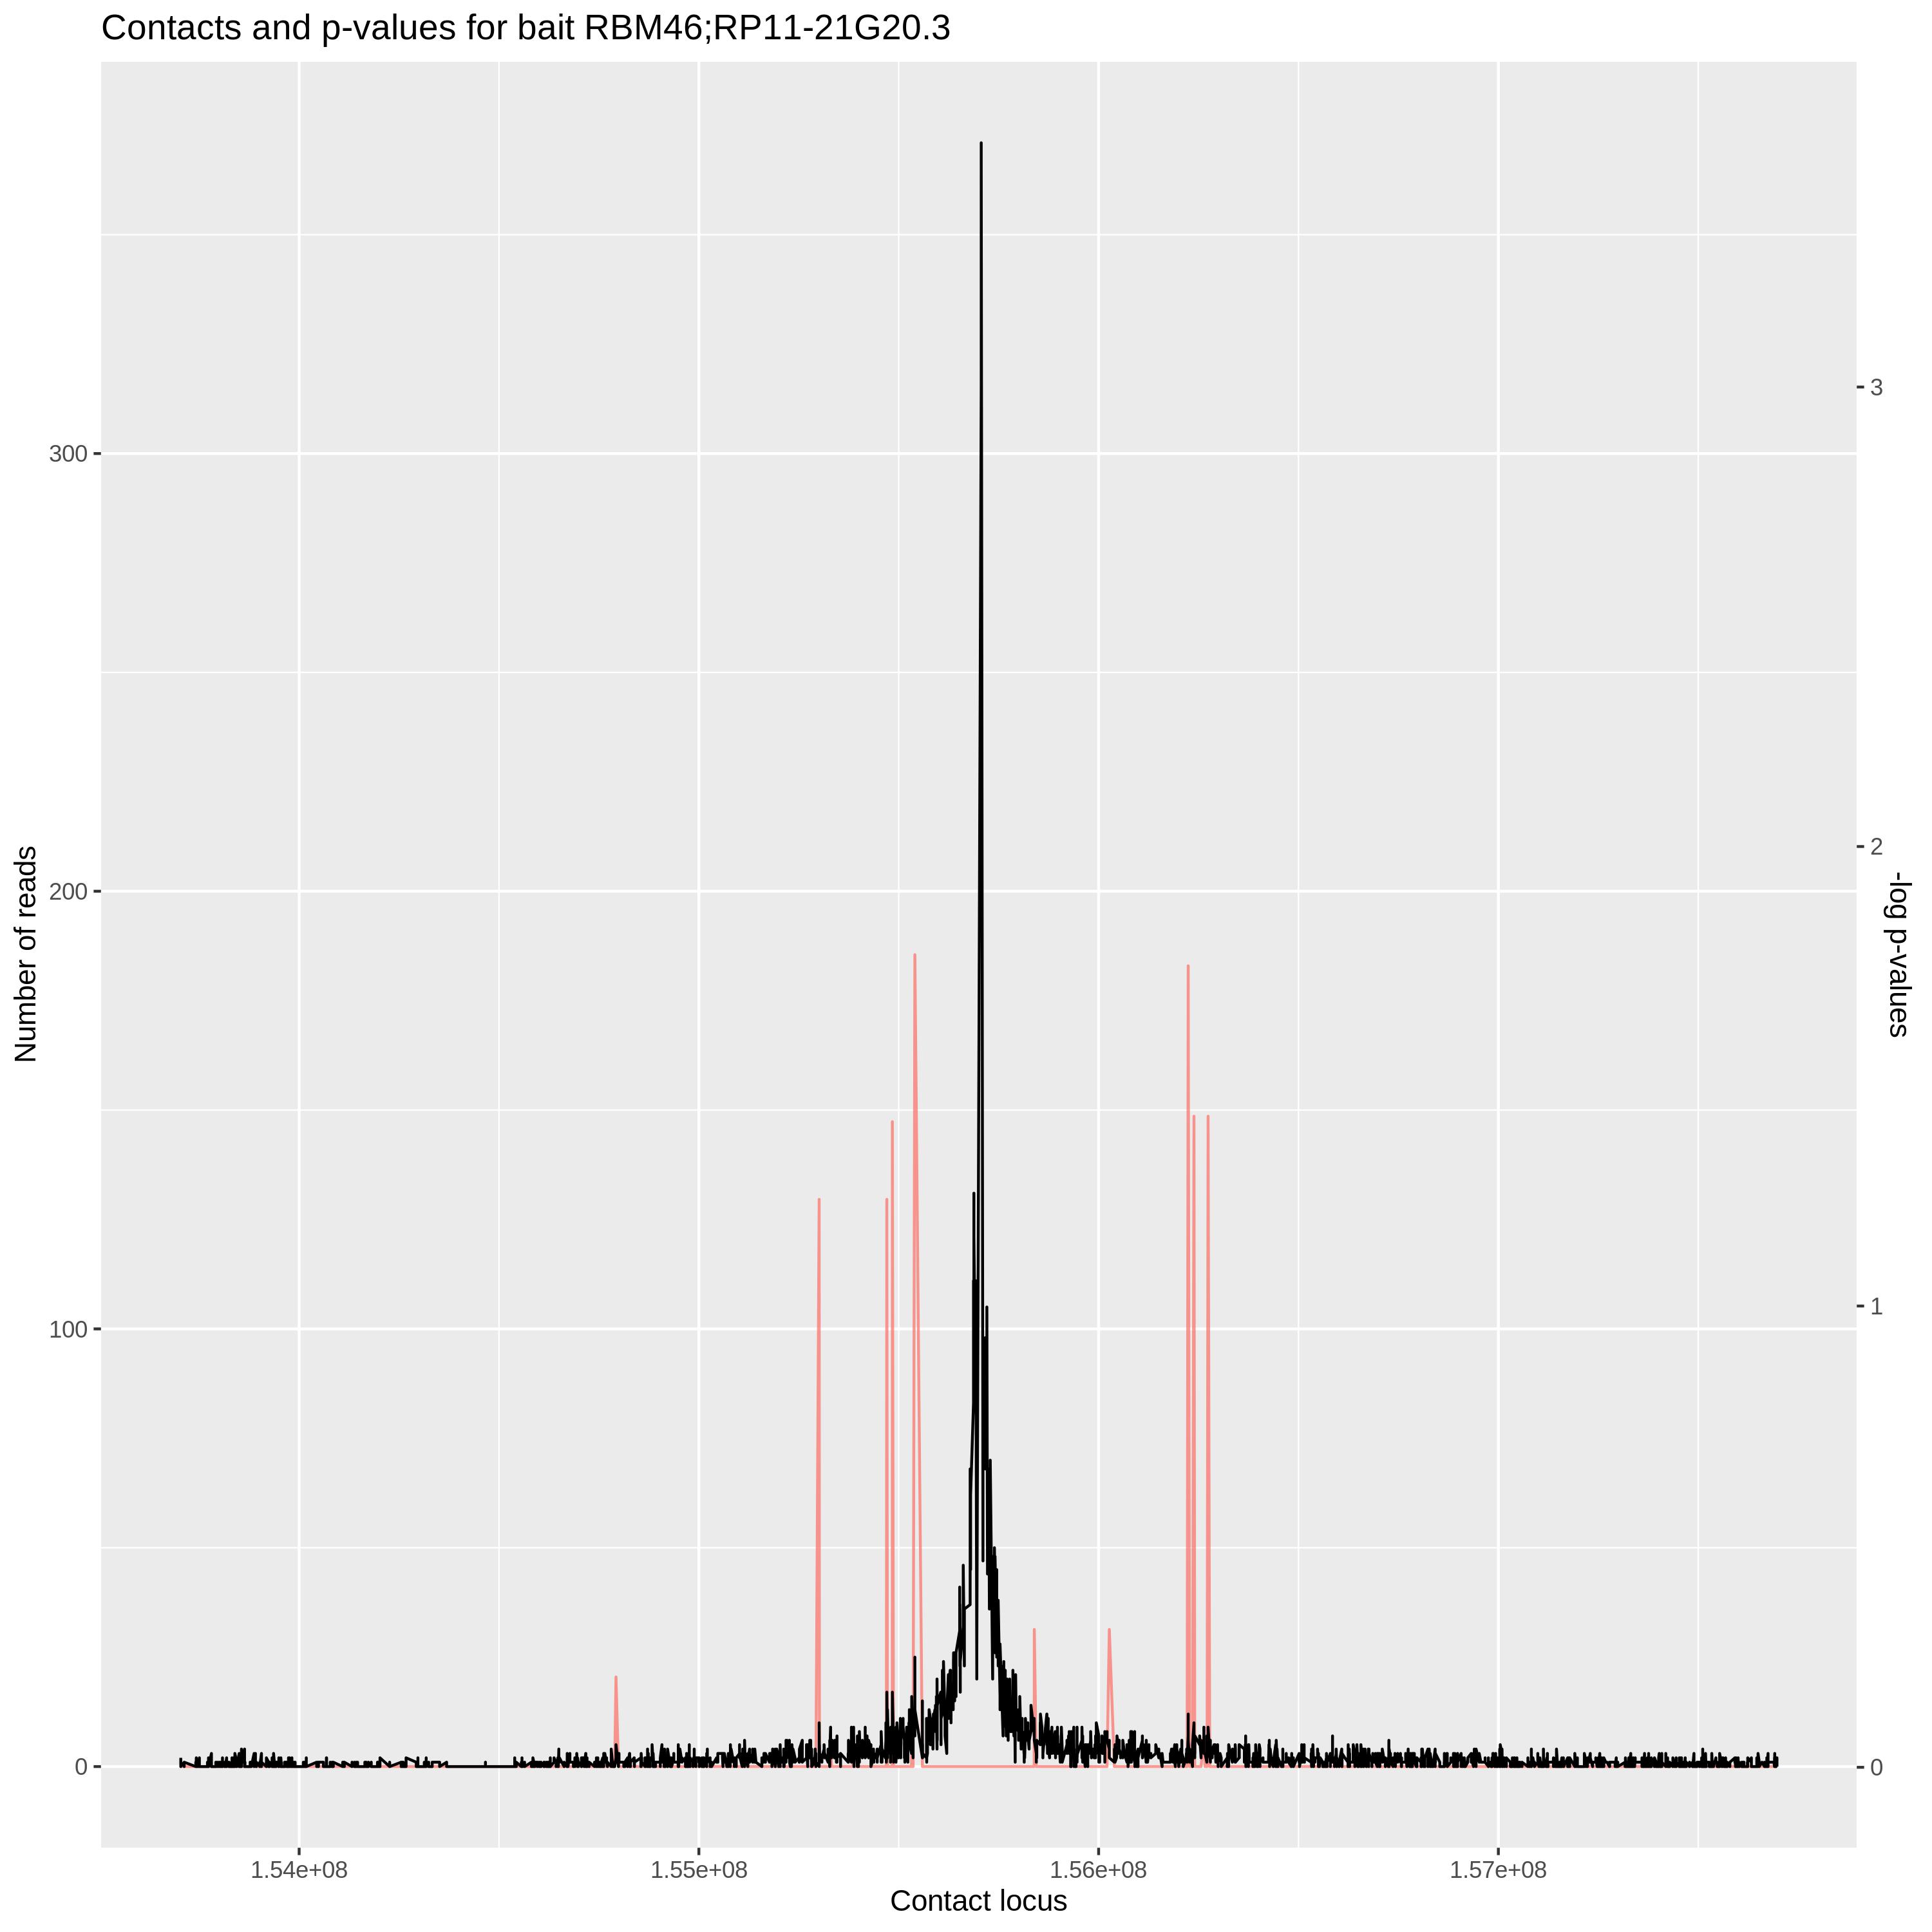 Contacts and p-values for bait RBM46;RP11-21G20.3
Number of reads
300
200
100
0
3
2
1
0
-log p-values
1.54e+08 1.55e+08 1.56e+08 1.57e+08
Contact locus